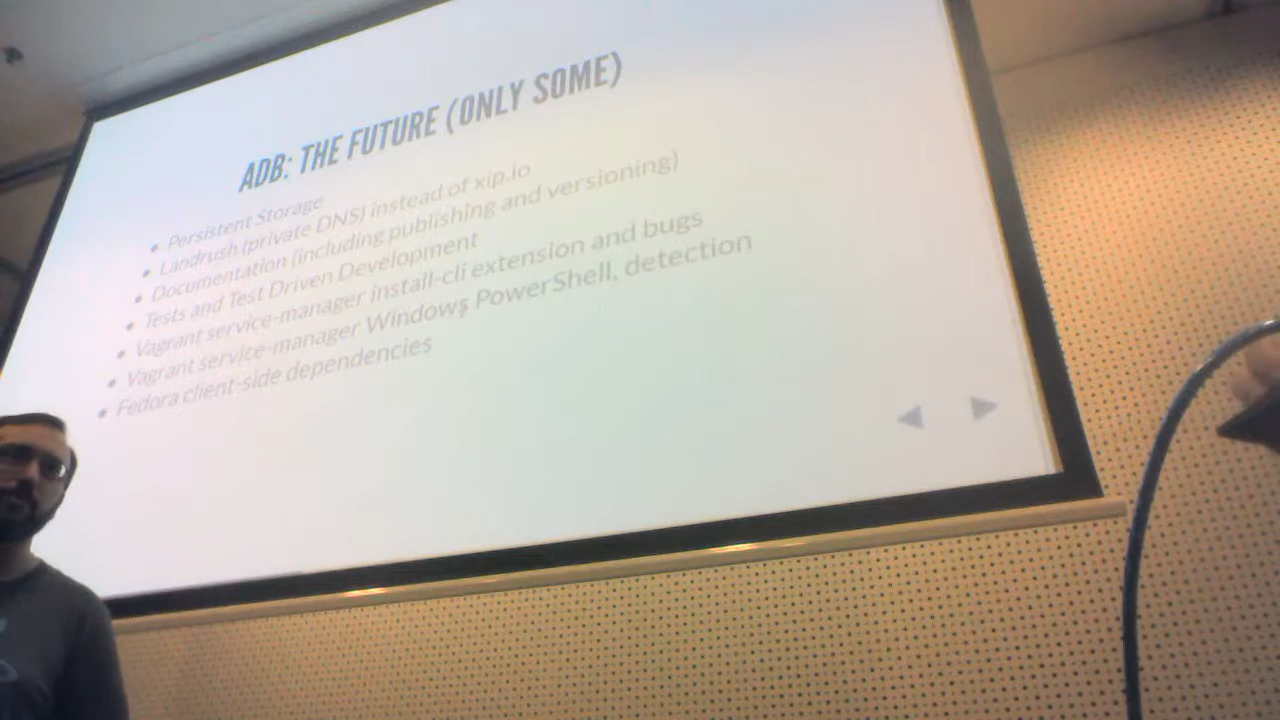 ADB: THE FUTURE (ONLY SOME)
Persistent Storage
Landrush (private DNS) instead of xip.io
Documentation (including publishing and versioning)
Tests and Test Driven Development
Vagrant service-manager install-cli extension and bugs
Vagrant service-manager Windows PowerShell, detection
Fedora client-side dependencies